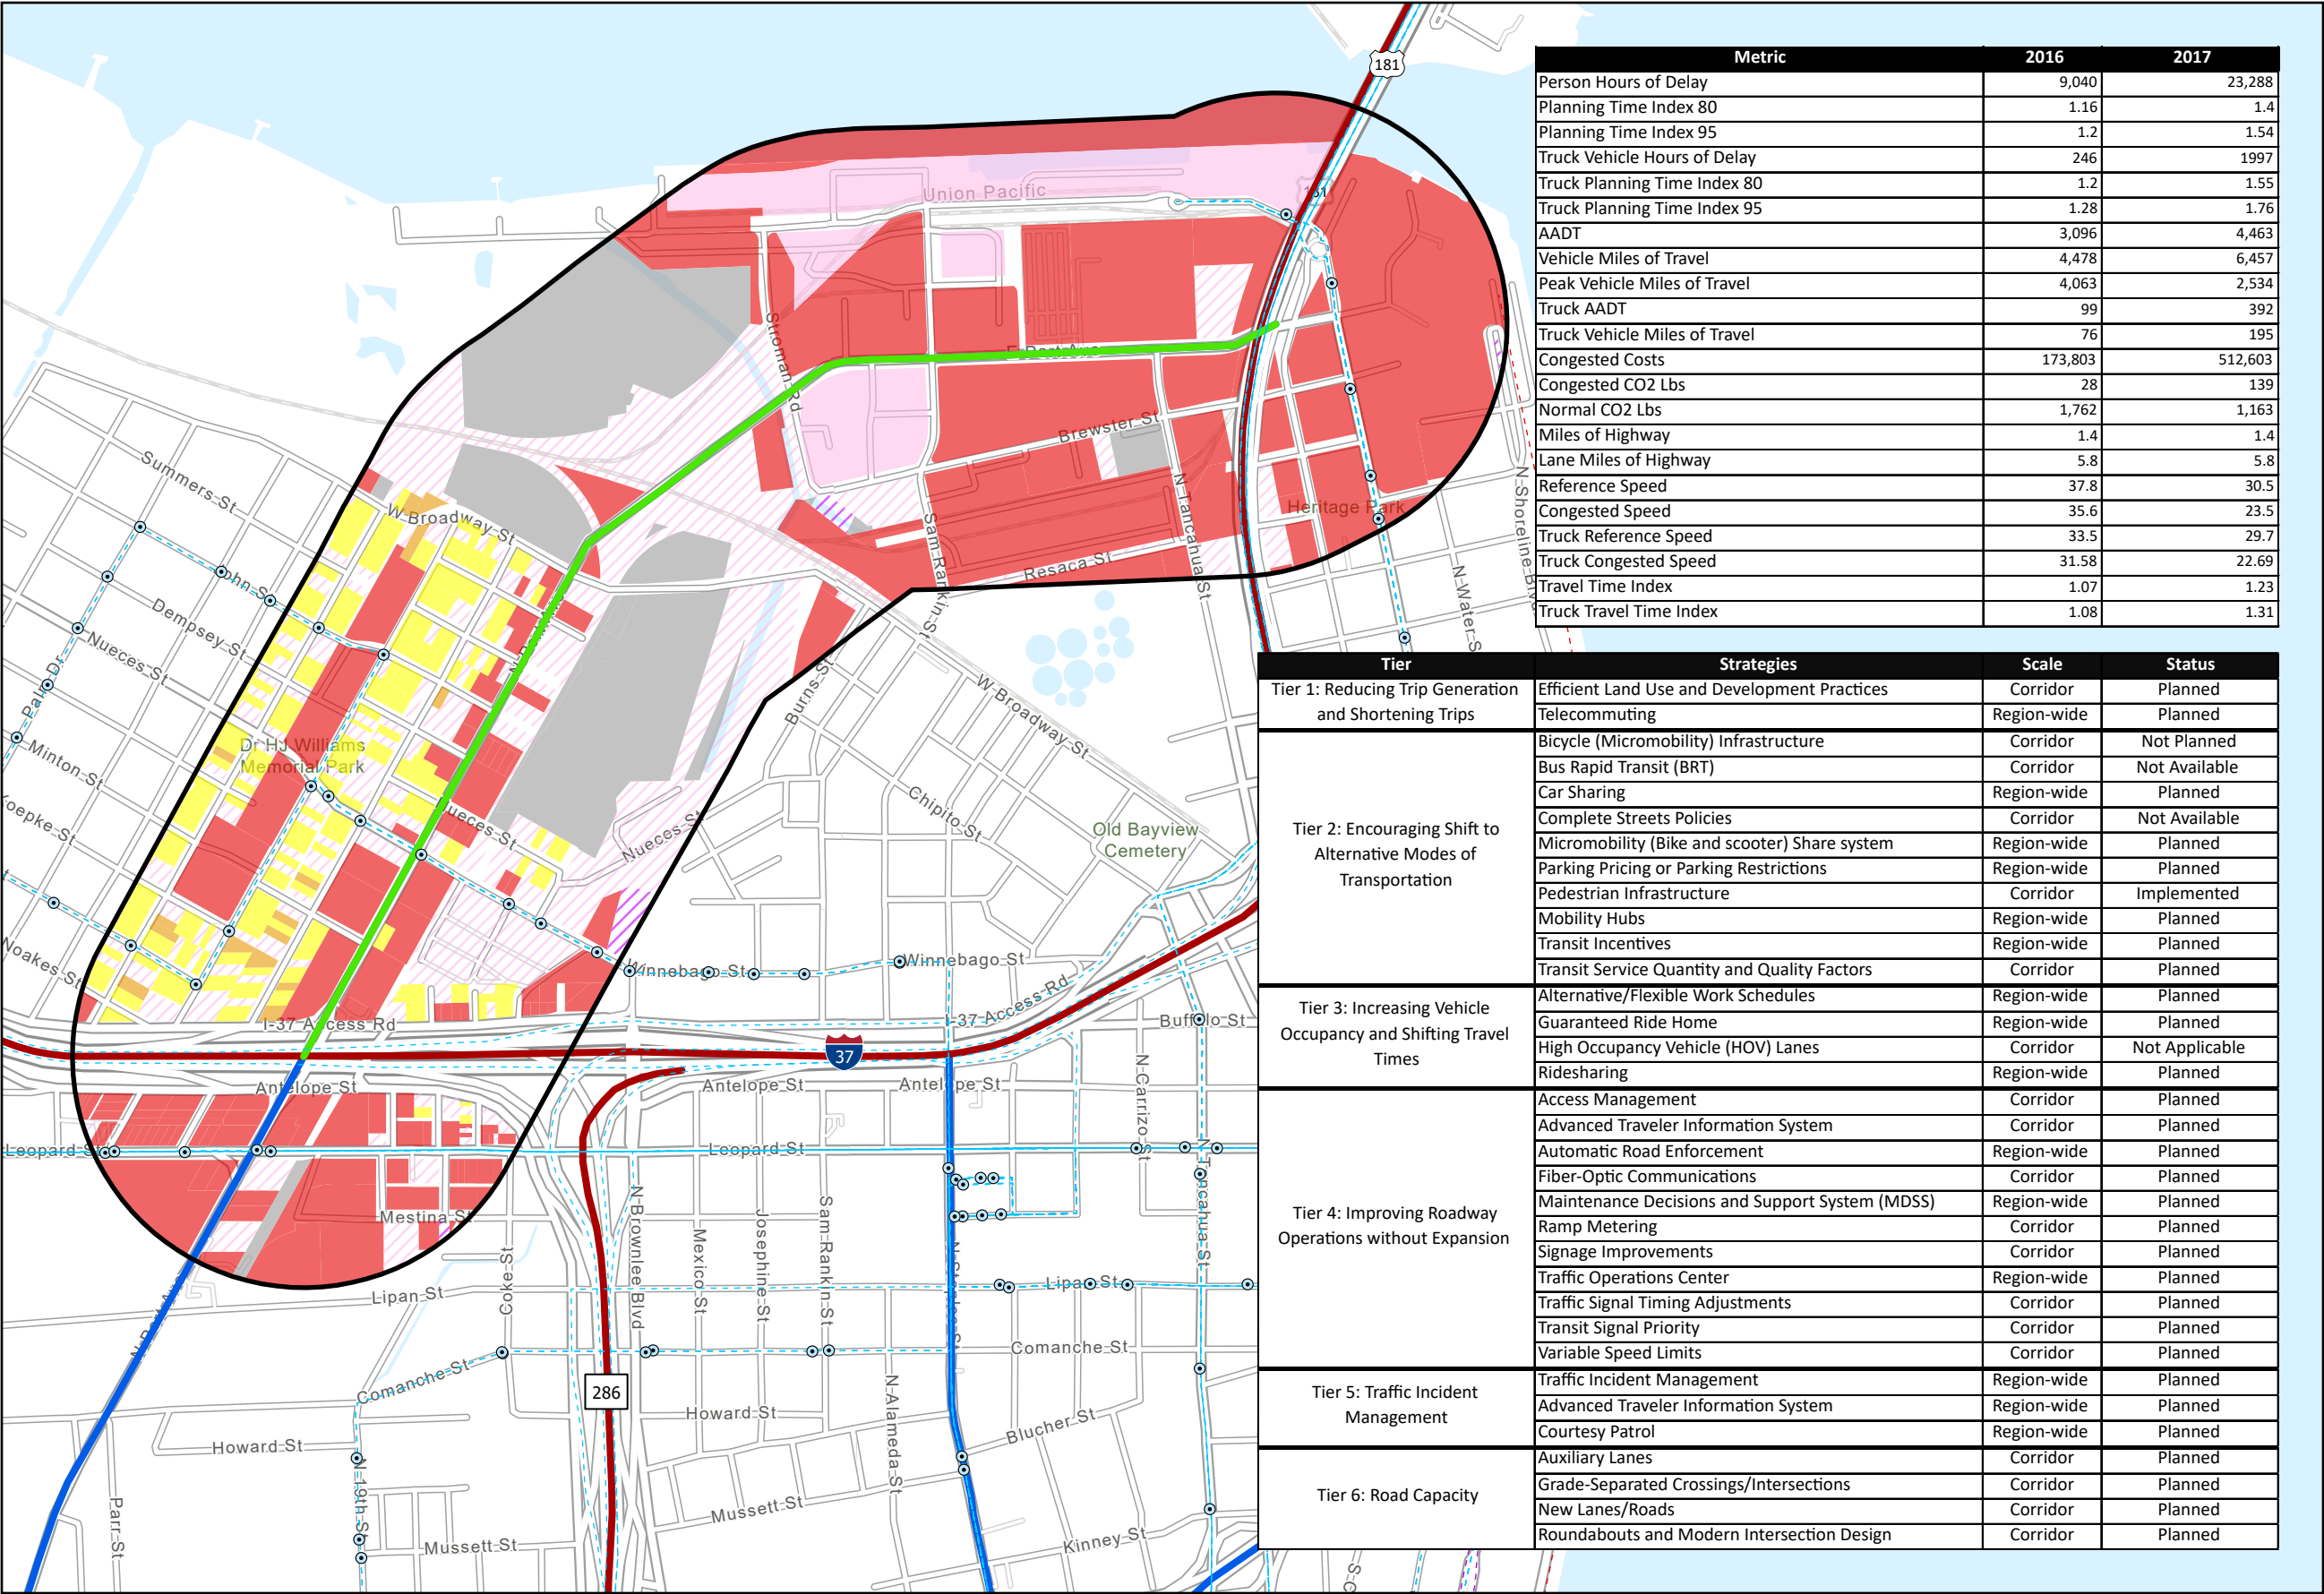 181
Metric 2016 2017
Person Hours of Delay 9,040 23,288
Planning Time Index 80 1.16 1.4
Planning Time Index 95 1.2 1.54
Truck Vehicle Hours of Delay 246 1997
Truck Planning Time Index 80 1.2 1.55
Truck Planning Time Index 95 1.28 1.76
AADT 3,096 4,463
Vehicle Miles of Travel 4,478 6,457
Peak Vehicle Miles of Travel 4,063 2,534
Truck AADT 99 392
Truck Vehicle Miles of Travel 76 195
Congested Costs 173,803 512,603
Congested CO2 Lbs 28 139
Normal CO2 Lbs 1,762 1,163
Miles of Highway 1.4 1.4
Lane Miles of Highway 5.8 5.8
Reference Speed 37.8 30.5
Congested Speed 35.6 23.5
Truck Reference Speed 33.5 29.7
Truck Congested Speed 31.58 22.69
Travel Time Index 1.07 1.23
Truck Travel Time Index 1.08 1.31
Tier Strategies Scale Status
Tier 1: Reducing Trip Generation
and Shortening Trips
Efficient Land Use and Development Practices Corridor Planned
Telecommuting Region-wide Planned
Tier 2: Encouraging Shift to
Alternative Modes of
Transportation
Bicycle (Micromobility) Infrastructure Corridor Not Planned
Bus Rapid Transit (BRT) Corridor Not Available
Car Sharing Region-wide Planned
Complete Streets Policies Corridor Not Available
Micromobility (Bike and scooter) Share system Region-wide Planned
Parking Pricing or Parking Restrictions Region-wide Planned
Pedestrian Infrastructure Corridor Implemented
Mobility Hubs Region-wide Planned
Transit Incentives Region-wide Planned
Transit Service Quantity and Quality Factors Corridor Planned
Tier 3: Increasing Vehicle
Occupancy and Shifting Travel
Times
Alternative/Flexible Work Schedules Region-wide Planned
Guaranteed Ride Home Region-wide Planned
High Occupancy Vehicle (HOV) Lanes Corridor Not Applicable
Ridesharing Region-wide Planned
Tier 4: Improving Roadway
Operations without Expansion
Access Management Corridor Planned
Advanced Traveler Information System Corridor Planned
Automatic Road Enforcement Region-wide Planned
Fiber-Optic Communications Corridor Planned
Maintenance Decisions and Support System (MDSS) Region-wide Planned
Ramp Metering Corridor Planned
Signage Improvements Corridor Planned
Traffic Operations Center Region-wide Planned
Traffic Signal Timing Adjustments Corridor Planned
Transit Signal Priority Corridor Planned
Variable Speed Limits Corridor Planned
Tier 5: Traffic Incident
Management
Traffic Incident Management Region-wide Planned
Advanced Traveler Information System Region-wide Planned
Courtesy Patrol Region-wide Planned
Tier 6: Road Capacity
Auxiliary Lanes Corridor Planned
Grade-Separated Crossings/Intersections Corridor Planned
New Lanes/Roads Corridor Planned
Roundabouts and Modern Intersection Design Corridor Planned
Union Pacific
181
Stroman Rd
E Port Ave
Brewster St
Summers St
W Broadway St
Heritage Park
N Tancahua St
Sam Rankin St
Resaca St
N Shoreline Blvd
N Water S
John S
Dempsey St
Nueces St
Palm Dr
Minton St
oepke St
Noakes St
Dr HJ Williams
Memorial Park
Nueces St
Nueces St
Burns St
W Broadway St
Chipito St
Old Bayview
Cemetery
Winnebago St
Winnebago St
I-37 Access Rd
I-37 Access Rd
Buffalo St
37
Antelope St
Antelope St
Antelope St
Leopard St
Leopard St
N Carrizo St
N Tancahua St
Mestina St
Cokes St
N Brownlee Blvd
Mexico St
Josephine St
Sam Rankin St
N Staples St
Lipan St
Lipan St
N Port Ave
Comanche St
Comanche St
286
Howard St
Howard St
N Alameda St
Blucher St
N 19th St
Parr St
Mussett St
Mussett St
Kinney St